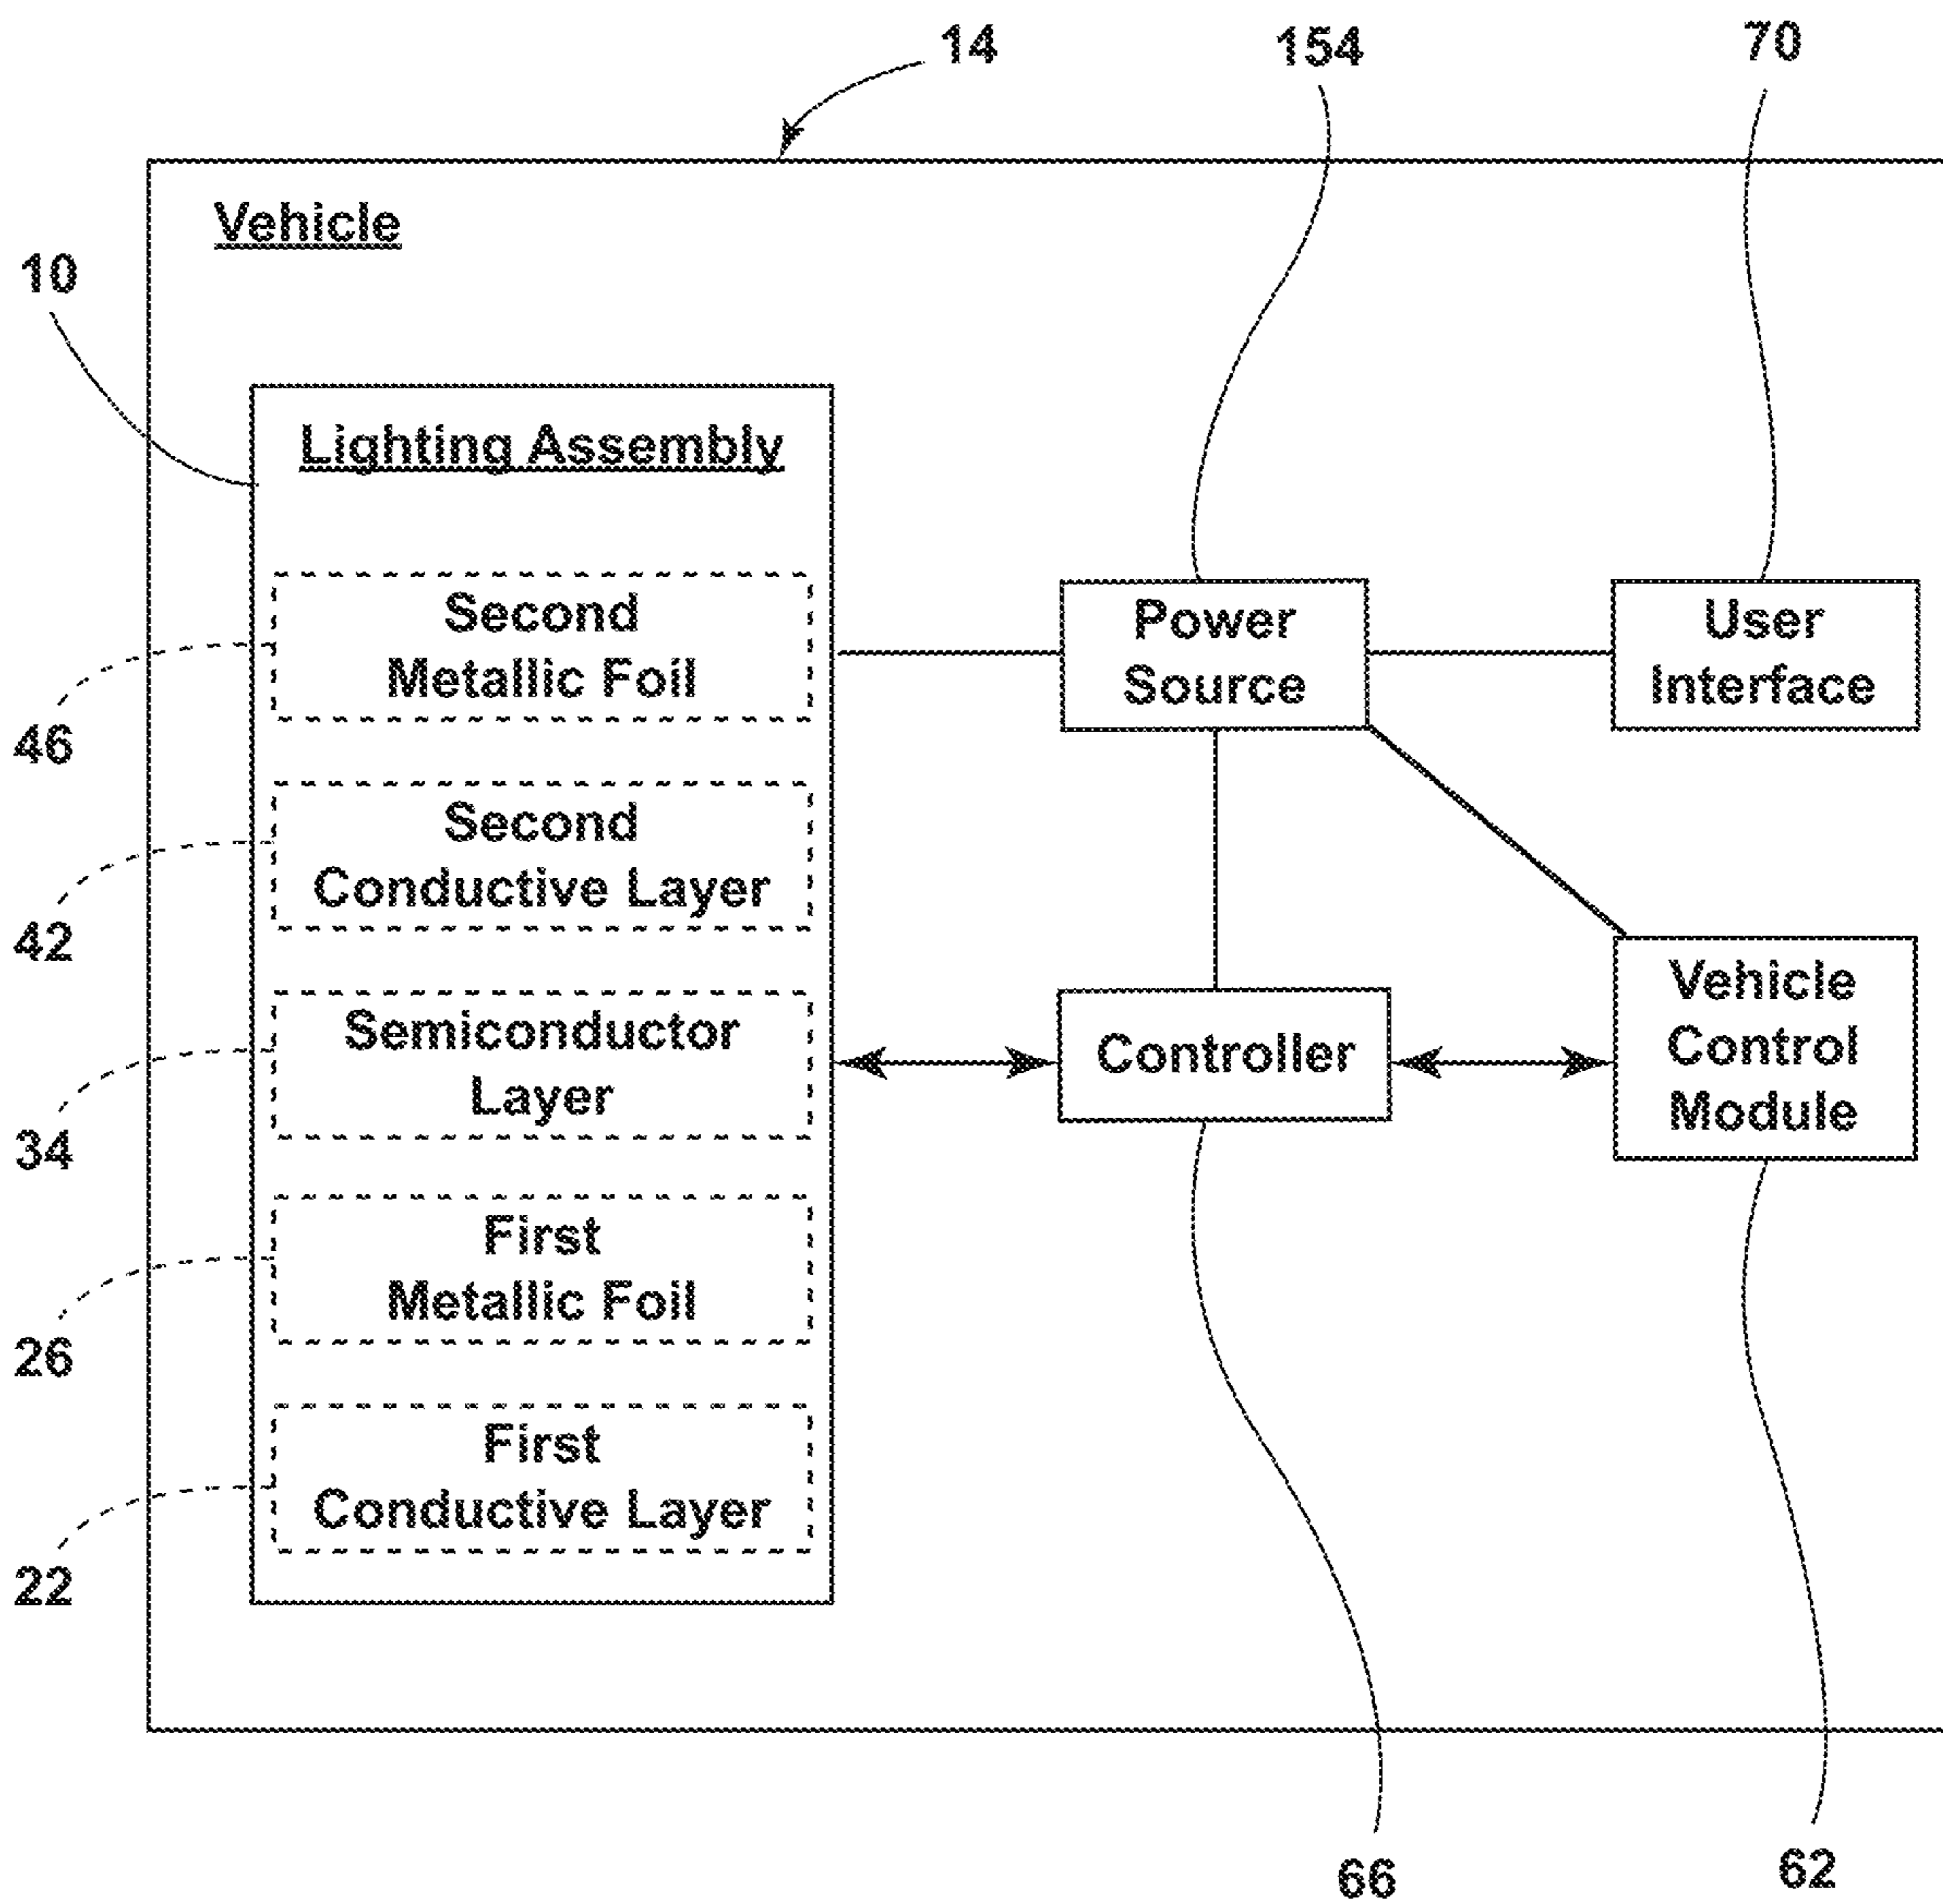 14
154
70
Vehicle
10
Lighting Assembly
Second
Metallic Foil
46
Second
Conductive Layer
42
Semiconductor
Layer
34
First
Metallic Foil
26
First
Conductive Layer
22
Power
Source
User
Interface
Controller
Vehicle
Control
Module
66
62